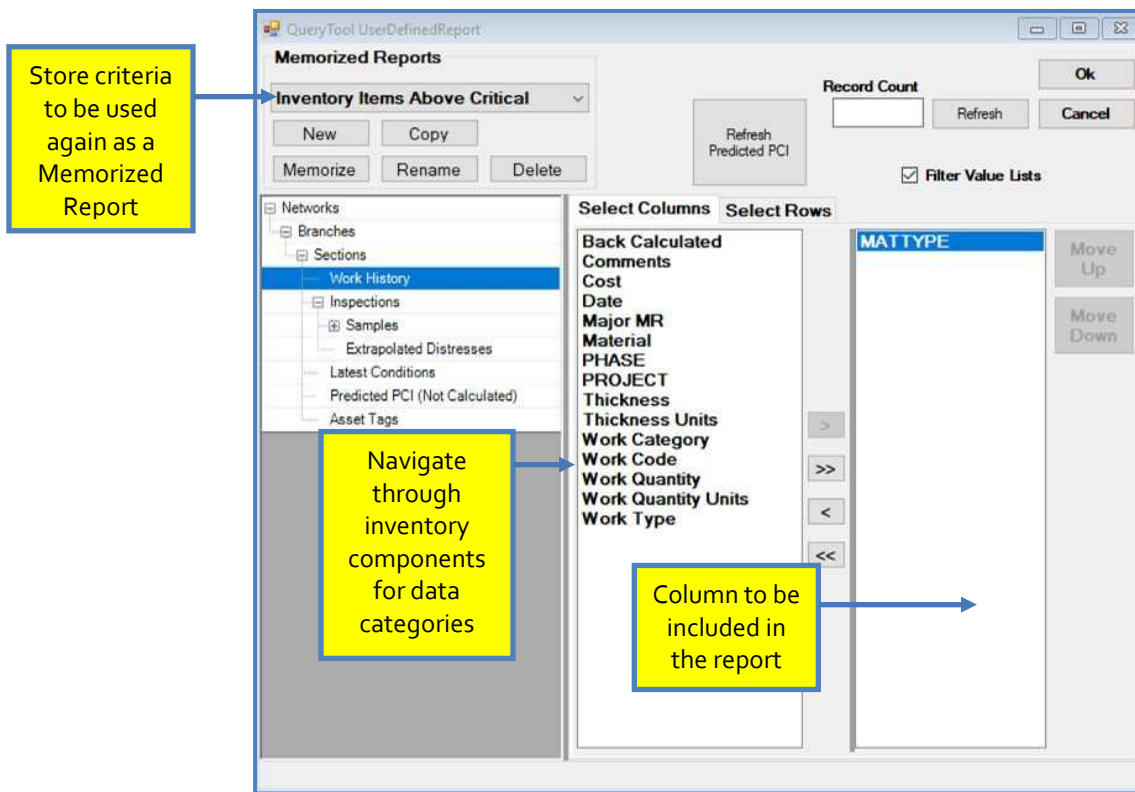 QueryTool UserDefinedReport
Store criteria
to be used
again as a
Memorized
Report
Memorized Reports
Inventory Items Above Critical
New
Copy
Memorize
Rename
Delete
Refresh
Predicted PCI
Record Count
Refresh
Ok
Cancel
Filter Value Lists
Networks
Branches
Sections
Work History
Inspections
Samples
Extrapolated Distresses
Latest Conditions
Predicted PCI (Not Calculated)
Asset Tags
Navigate
through
inventory
components
for data
categories
Select Columns
Select Rows
Back Calculated
Comments
Cost
Date
Major MR
Material
PHASE
PROJECT
Thickness
Thickness Units
Work Category
Work Code
Work Quantity
Work Quantity Units
Work Type
>
>>
<
<<
Column to be
included in
the report
MATTYPE
Move
Up
Move
Down